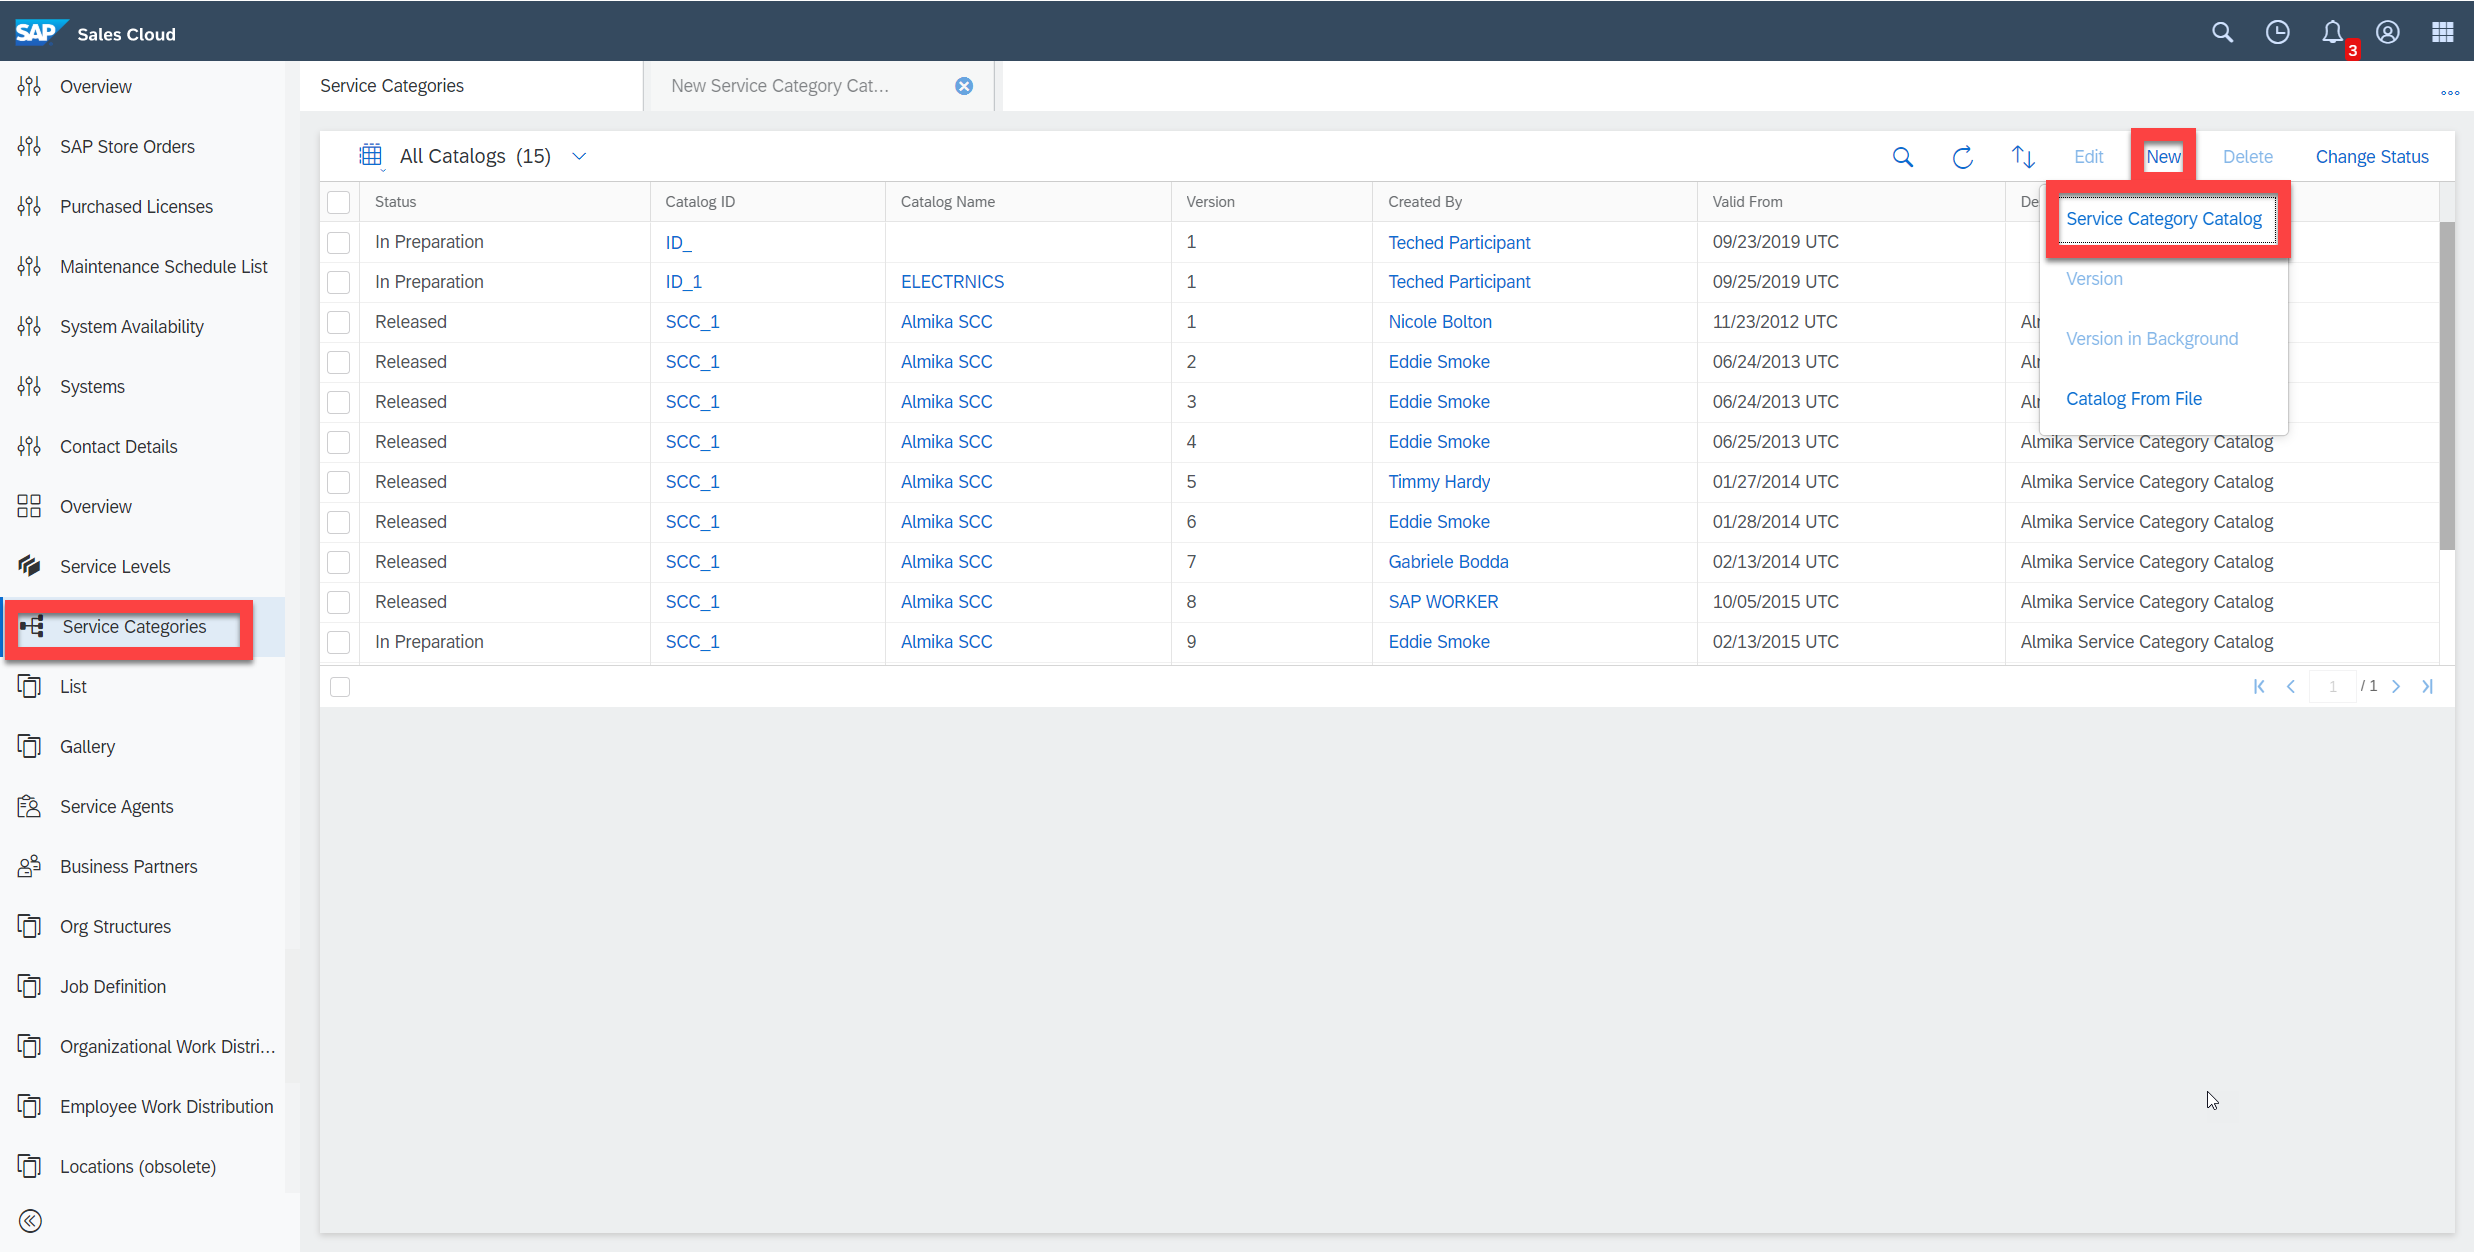 SAP Sales Cloud
3
Overview
SAP Store Orders
Purchased Licenses
Maintenance Schedule List
System Availability
Systems
Contact Details
Overview
Service Levels
Service Categories
List
Gallery
Service Agents
Business Partners
Org Structures
Job Definition
Organizational Work Distri...
Employee Work Distribution
Locations (obsolete)
Service Categories
New Service Category Cat...
All Catalogs (15)
Edit New Delete Change Status
Status Catalog ID Catalog Name Version Created By Valid From De
In Preparation ID_ 1 Teched Participant 09/23/2019 UTC
In Preparation ID_1 ELECTRNICS 1 Teched Participant 09/25/2019 UTC
Released SCC_1 Almika SCC 1 Nicole Bolton 11/23/2012 UTC Alr
Released SCC_1 Almika SCC 2 Eddie Smoke 06/24/2013 UTC Alr
Released SCC_1 Almika SCC 3 Eddie Smoke 06/24/2013 UTC Alr
Released SCC_1 Almika SCC 4 Eddie Smoke 06/25/2013 UTC Almika Service Category Catalog
Released SCC_1 Almika SCC 5 Timmy Hardy 01/27/2014 UTC Almika Service Category Catalog
Released SCC_1 Almika SCC 6 Eddie Smoke 01/28/2014 UTC Almika Service Category Catalog
Released SCC_1 Almika SCC 7 Gabriele Bodda 02/13/2014 UTC Almika Service Category Catalog
Released SCC_1 Almika SCC 8 SAP WORKER 10/05/2015 UTC Almika Service Category Catalog
In Preparation SCC_1 Almika SCC 9 Eddie Smoke 02/13/2015 UTC Almika Service Category Catalog
1 / 1
Service Category Catalog
Version
Version in Background
Catalog From File